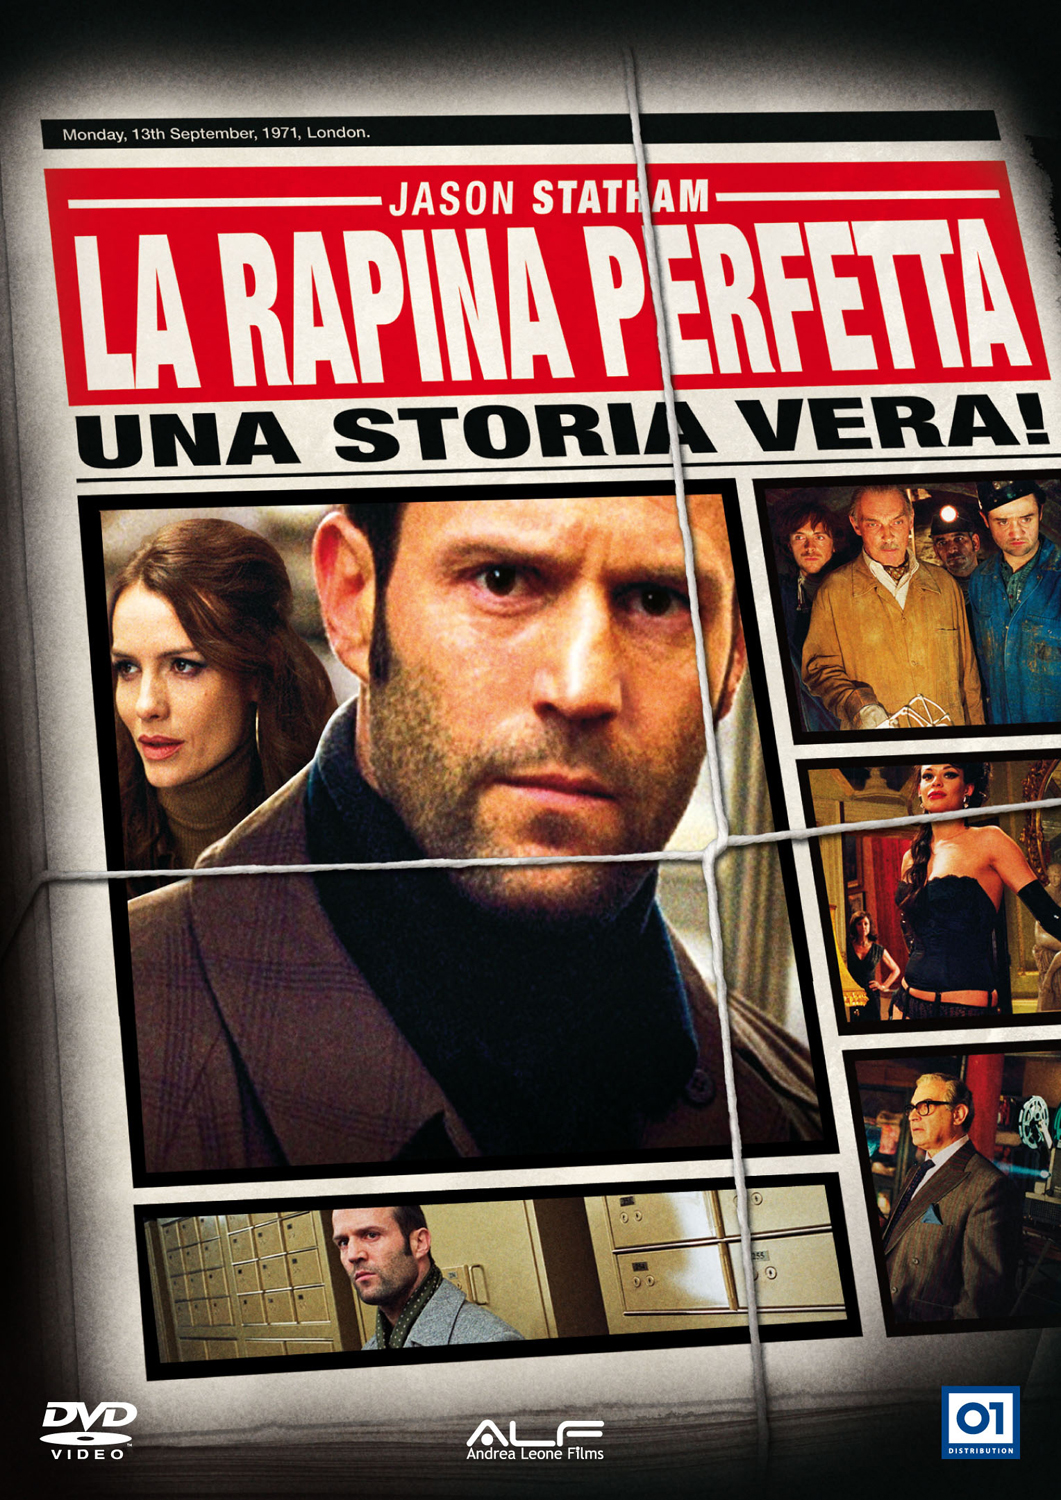 Monday, 13th September, 1971, London.
JASON STATHAM
LA RAPINA PERFETTA
UNA STORIA VERA!
DVD
VIDEO
ALF
Andrea Leone Films
01
DISTRIBUTION